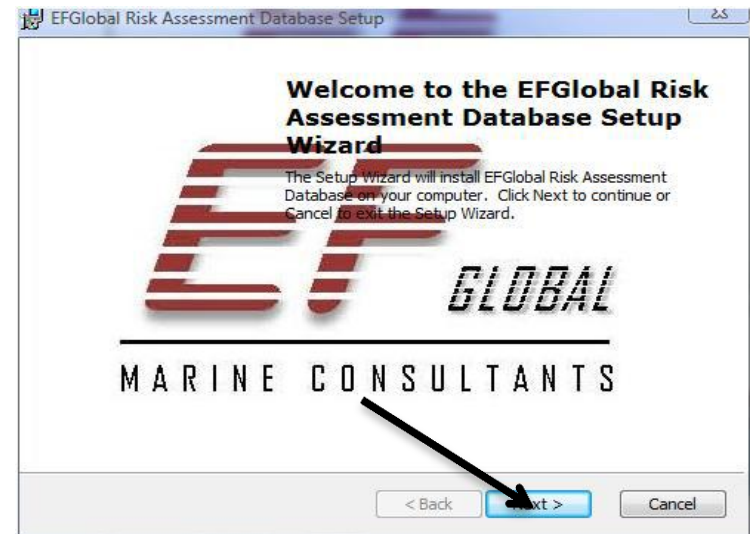 EFGlobal Risk Assessment Database Setup
Welcome to the EFGlobal Risk
Assessment Database Setup
Wizard
The Setup Wizard will install EFGlobal Risk Assessment
Database on your computer. Click Next to continue or
Cancel to exit the Setup Wizard.
EF
GLOBAL
MARINE CONSULTANTS
< Back
Next >
Cancel